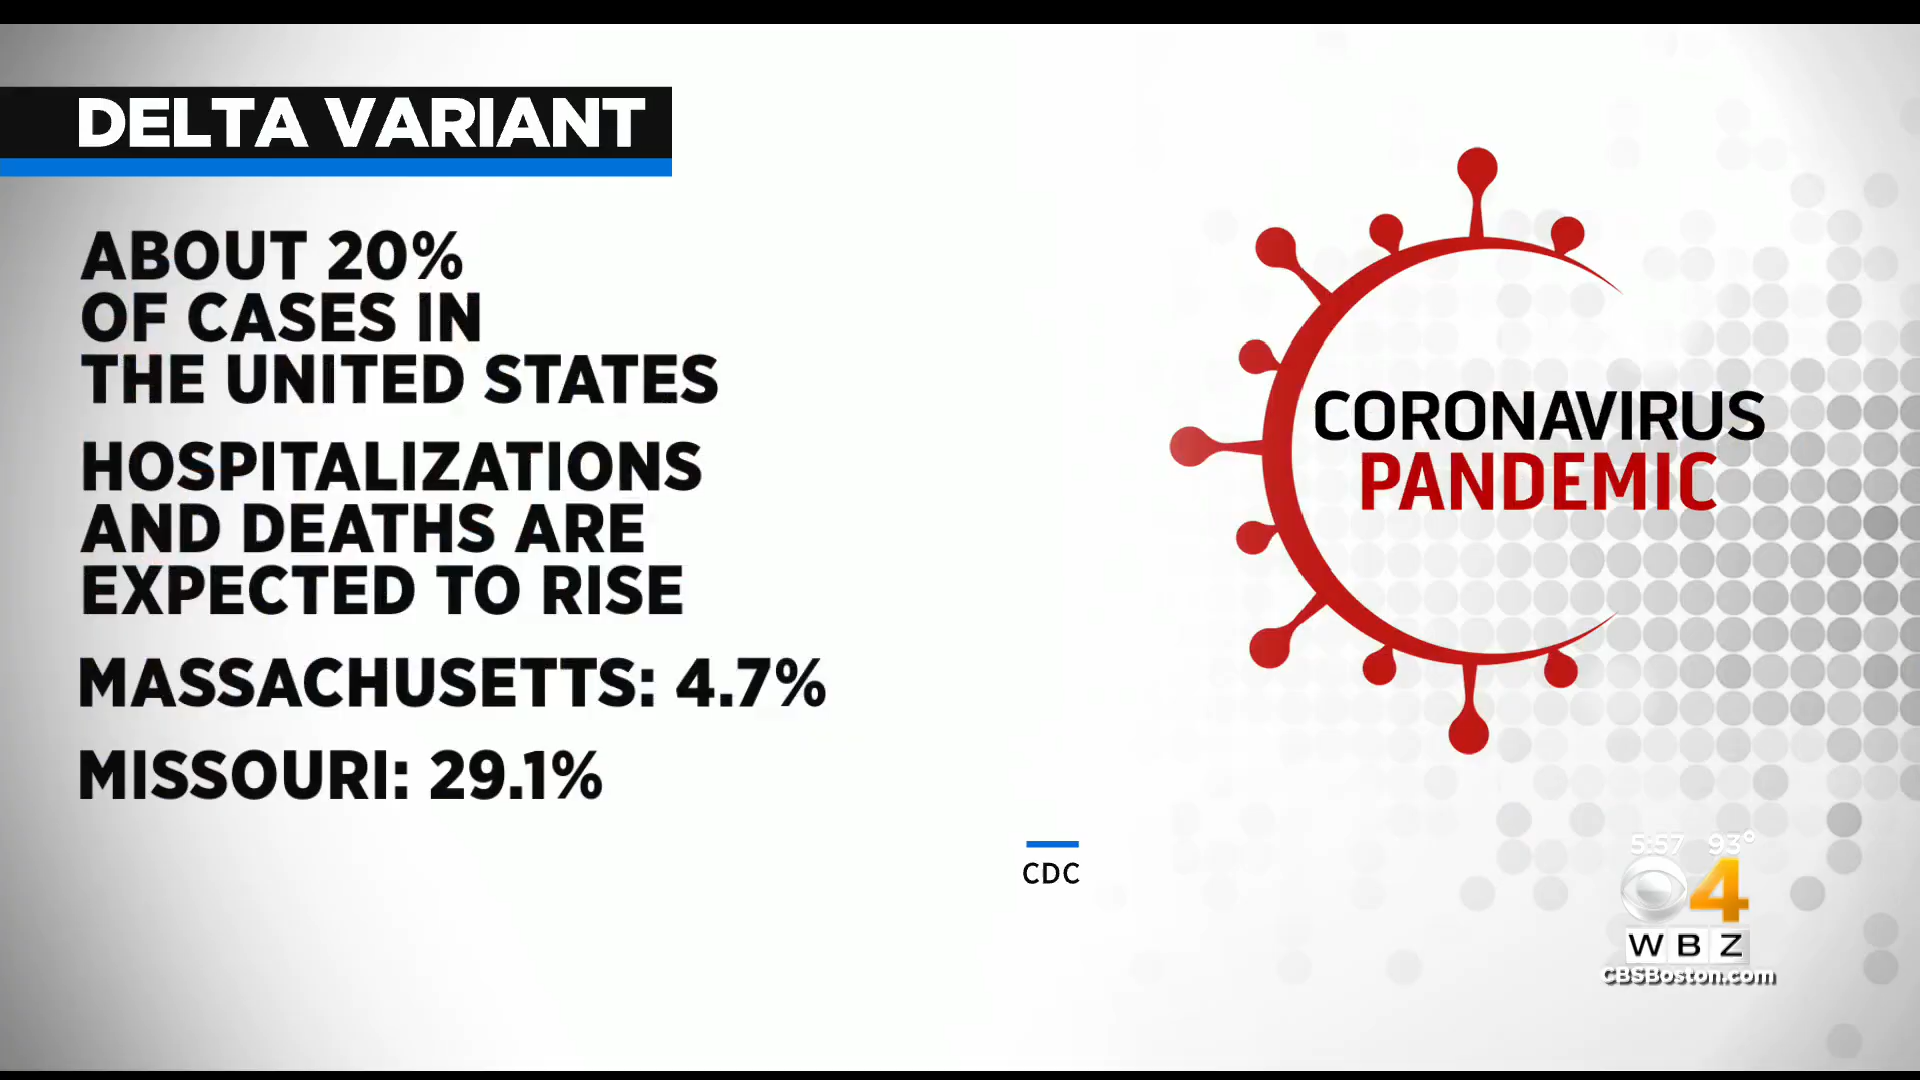 DELTA VARIANT
ABOUT 20%
OF CASES IN
THE UNITED STATES
HOSPITALIZATIONS
AND DEATHS ARE
EXPECTED TO RISE
MASSACHUSETTS: 4.7%
MISSOURI: 29.1%
CORONAVIRUS
PANDEMIC
CDC
5:57 93°
4
WBZ
CBSBoston.com